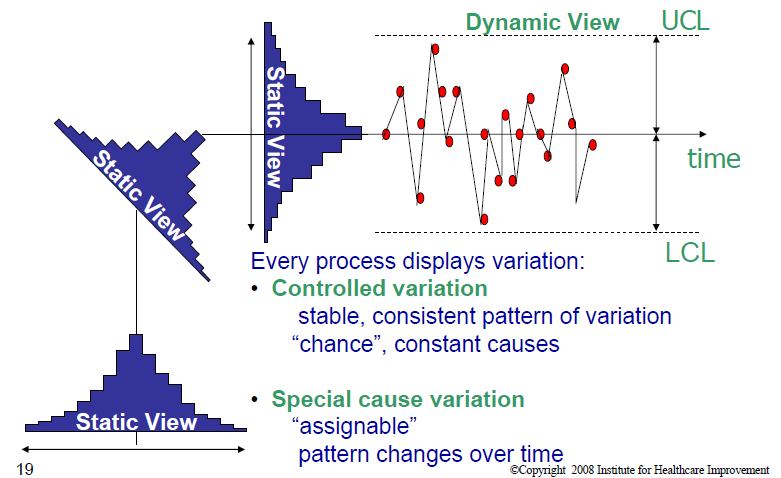 Dynamic View
UCL
Static View
Static View
time
LCL
Every process displays variation:
• Controlled variation
stable, consistent pattern of variation
“chance”, constant causes
• Special cause variation
“assignable”
pattern changes over time
Static View
19
©Copyright 2008 Institute for Healthcare Improvement